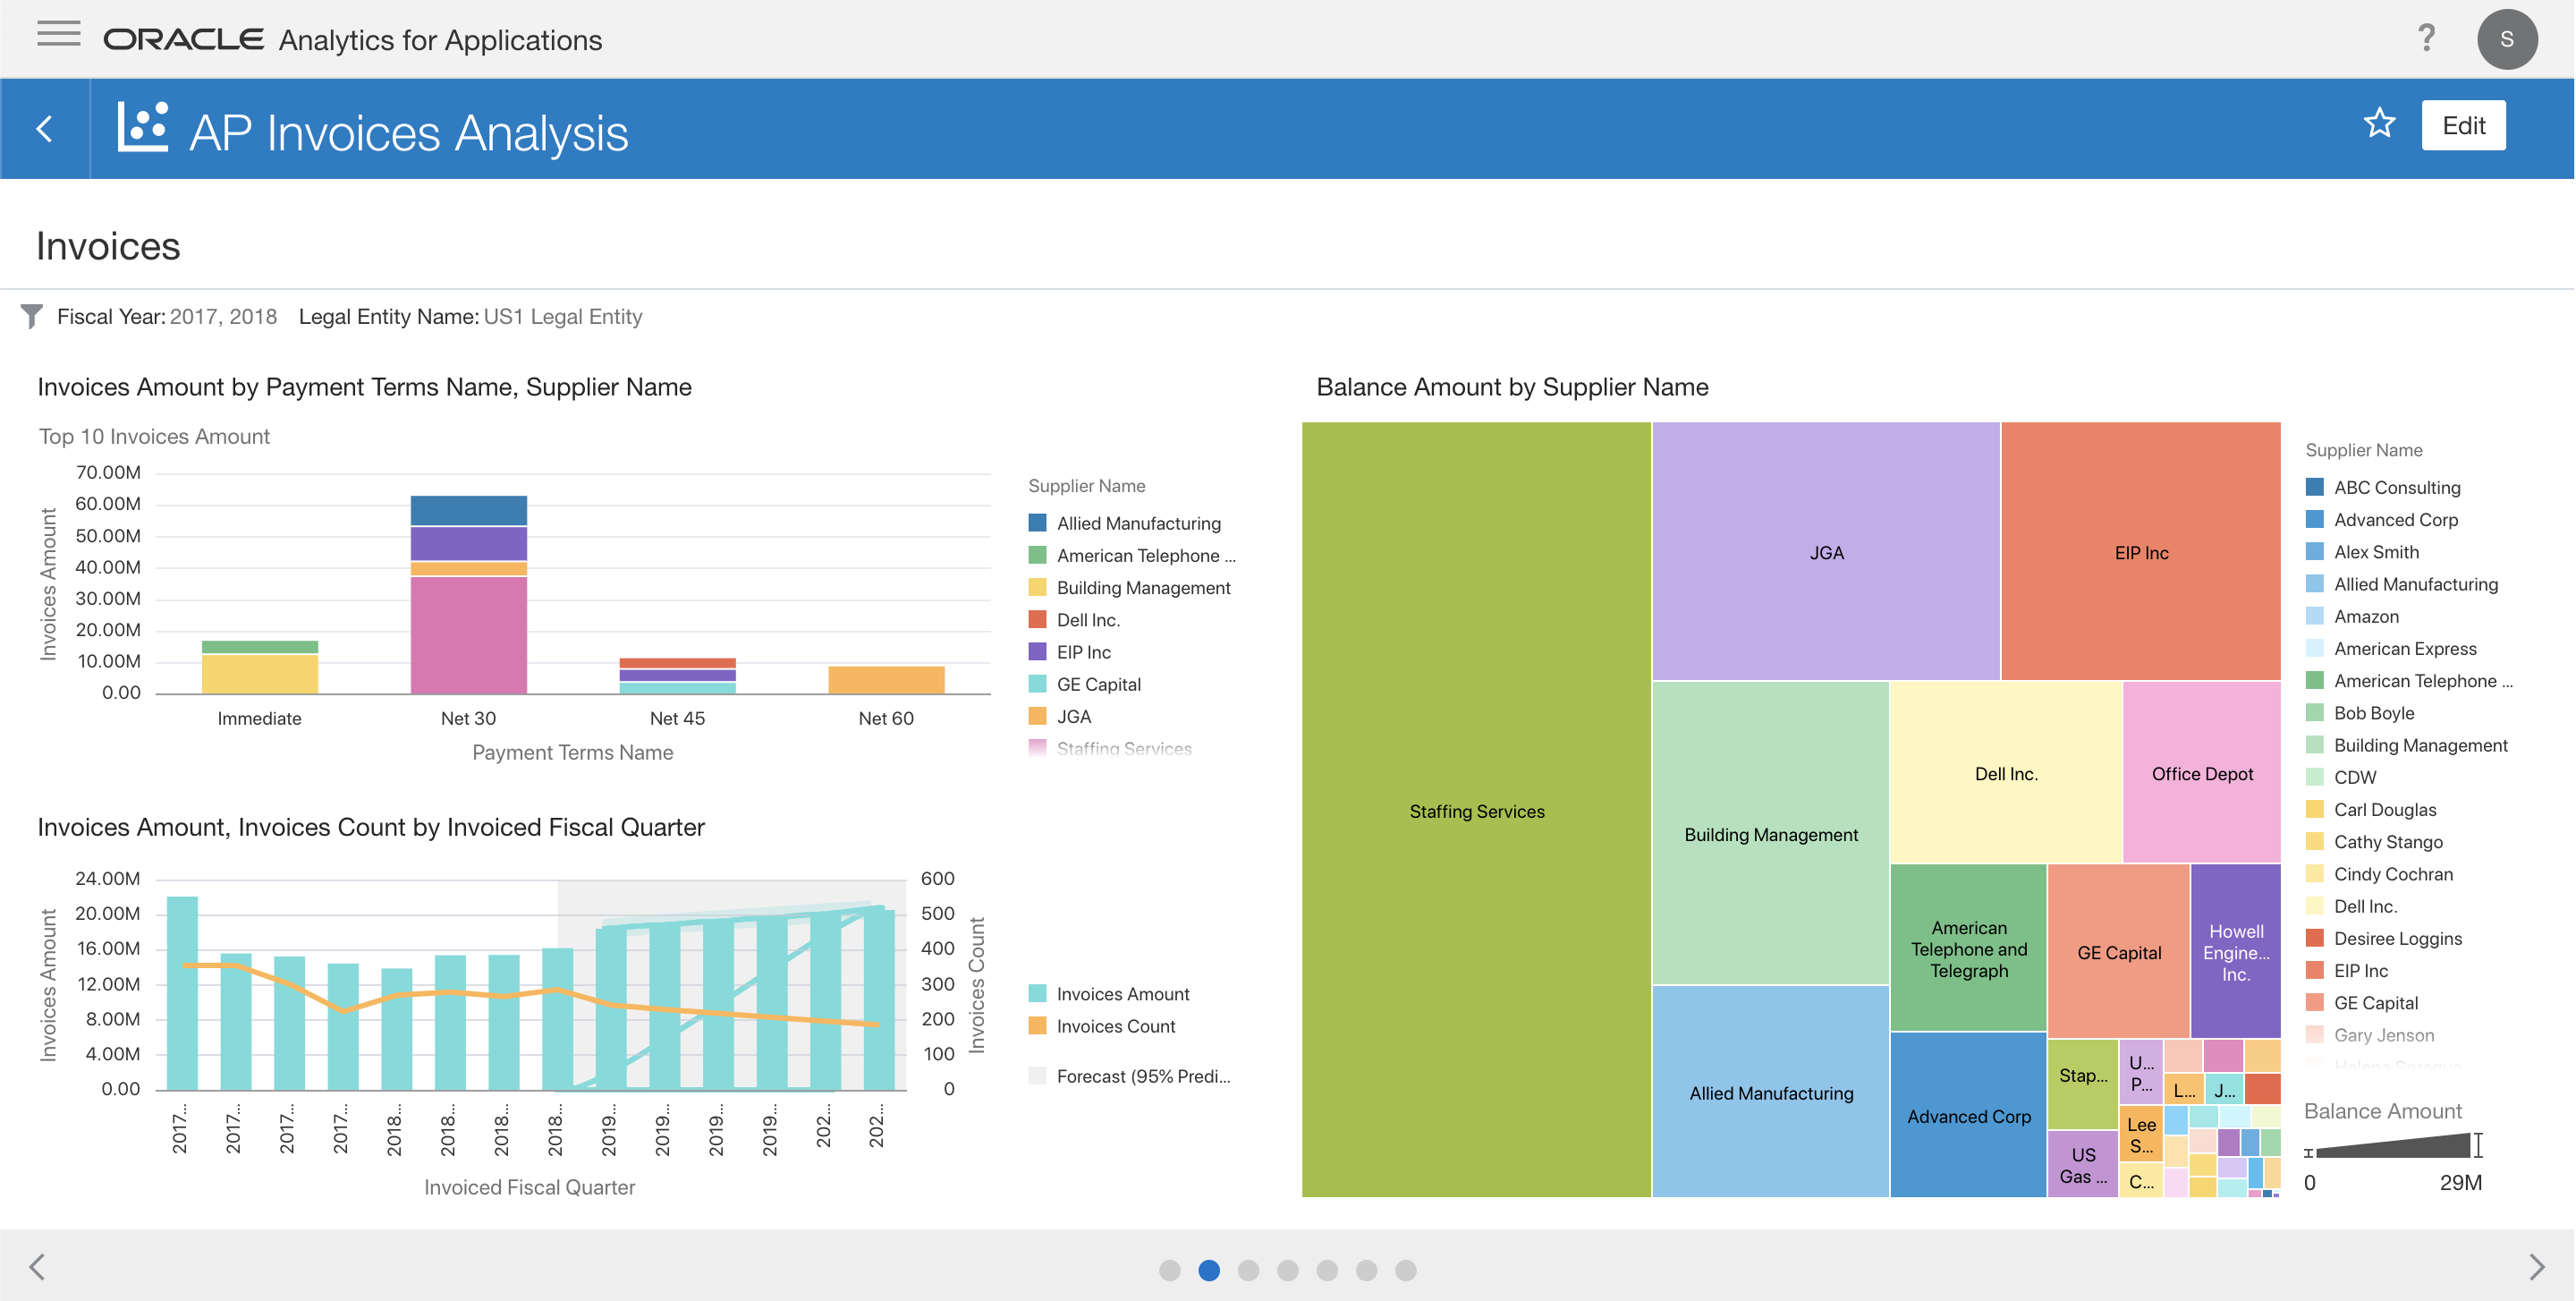 ORACLE Analytics for Applications
?
S
AP Invoices Analysis
Edit
Invoices
Fiscal Year: 2017, 2018 Legal Entity Name: US1 Legal Entity
Invoices Amount by Payment Terms Name, Supplier Name
Top 10 Invoices Amount
Invoices Amount
70.00M
60.00M
50.00M
40.00M
30.00M
20.00M
10.00M
0.00
Immediate
Net 30
Net 45
Net 60
Payment Terms Name
Supplier Name
Allied Manufacturing
American Telephone ...
Building Management
Dell Inc.
EIP Inc
GE Capital
JGA
Staffing Services
Invoices Amount, Invoices Count by Invoiced Fiscal Quarter
Invoices Amount
24.00M
20.00M
16.00M
12.00M
8.00M
4.00M
0.00
600
500
400
300
200
100
0
Invoices Count
2017...
2017...
2017...
2017...
2018...
2018...
2018...
2018...
2019...
2019...
2019...
2019...
202...
202...
Invoiced Fiscal Quarter
Invoices Amount
Invoices Count
Forecast (95% Predi...
Balance Amount by Supplier Name
Staffing Services
JGA
EIP Inc
Building Management
Dell Inc.
Office Depot
Allied Manufacturing
American
Telephone and
Telegraph
GE Capital
Howell
Engine...
Inc.
Advanced Corp
Stap...
US
Gas ...
U...
P...
L...
J...
Lee
S...
C...
Supplier Name
ABC Consulting
Advanced Corp
Alex Smith
Allied Manufacturing
Amazon
American Express
American Telephone ...
Bob Boyle
Building Management
CDW
Carl Douglas
Cathy Stango
Cindy Cochran
Dell Inc.
Desiree Loggins
EIP Inc
GE Capital
Gary Jenson
Balance Amount
0
29M